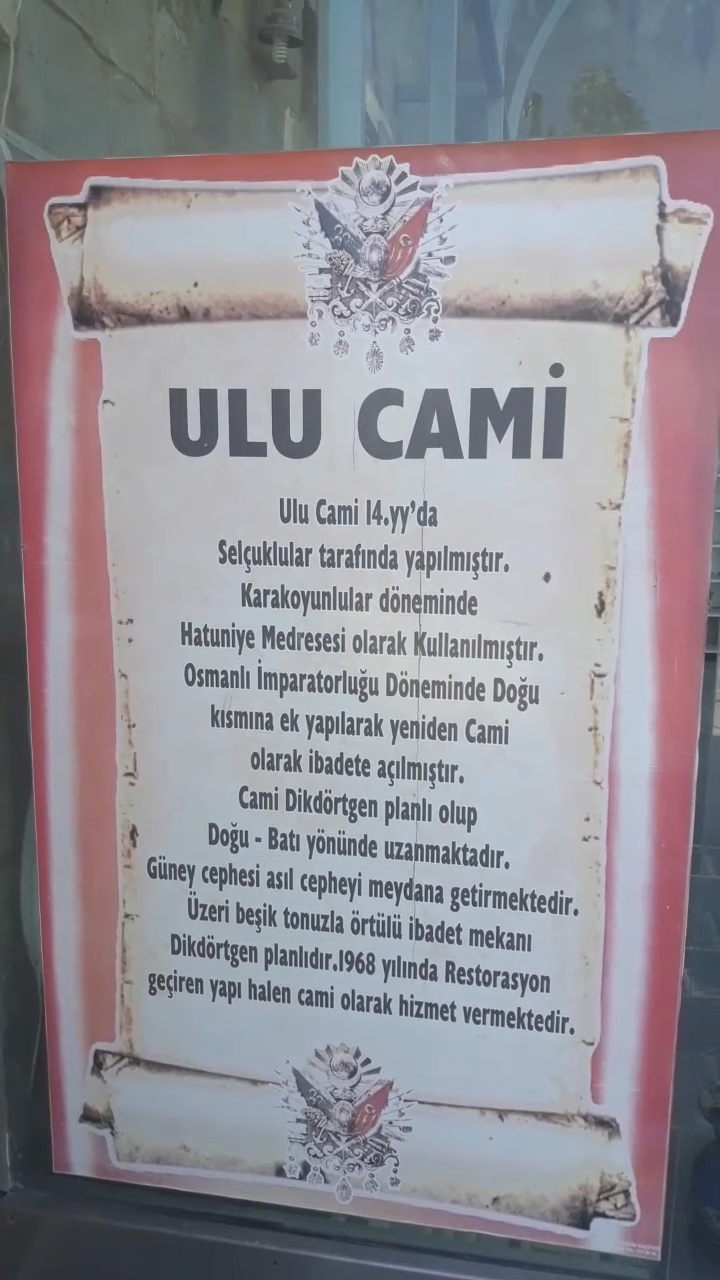 ULU CAMİ
Ulu Cami 14.yy'da
Selçuklular tarafında yapılmıştır.
Karakoyunlular döneminde
Hatuniye Medresesi olarak Kullanılmıştır.
Osmanlı İmparatorluğu Döneminde Doğu
kısmına ek yapılarak yeniden Cami
olarak ibadete açılmıştır.
Cami Dikdörtgen planlı olup
Doğu - Batı yönünde uzanmaktadır.
Güney cephesi asıl cepheyi meydana getirmektedir.
Üzeri beşik tonuzla örtülü ibadet mekanı
Dikdörtgen planlıdır.1968 yılında Restorasyon
geçiren yapı halen cami olarak hizmet vermektedir.